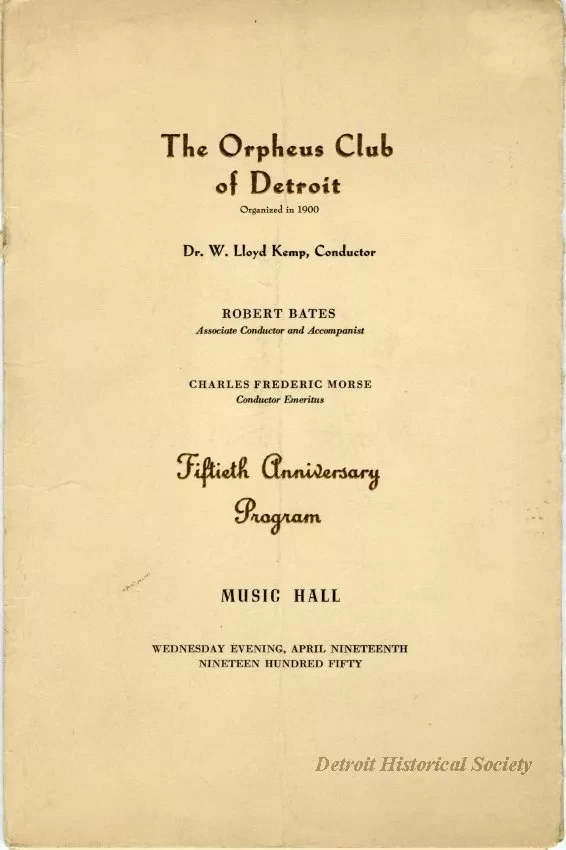 The Orpheus Club
of Detroit
Organized in 1900
Dr. W. Lloyd Kemp, Conductor
ROBERT BATES
Associate Conductor and Accompanist
CHARLES FREDERIC MORSE
Conductor Emeritus
Fiftieth Anniversary
Program
MUSIC HALL
WEDNESDAY EVENING, APRIL NINETEENTH
NINETEEN HUNDRED FIFTY
Detroit Historical Society